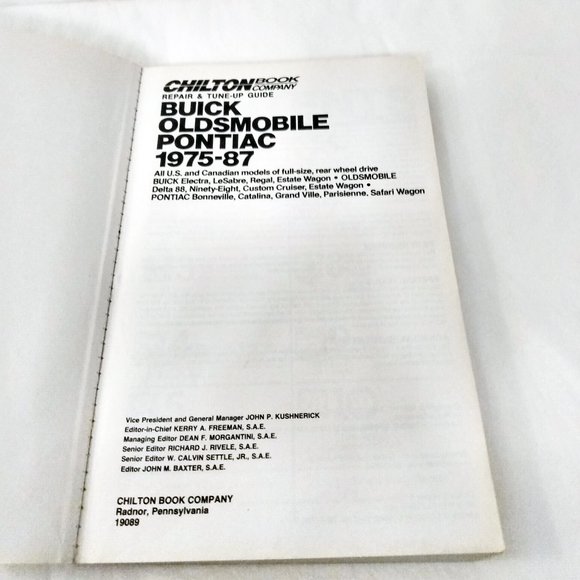 CHILTON BOOK COMPANY
REPAIR & TUNE-UP GUIDE
BUICK
OLDSMOBILE
PONTIAC
1975-87
All U.S. and Canadian models of full-size, rear wheel drive
BUICK Electra, LeSabre, Regal, Estate Wagon • OLDSMOBILE
Delta 88, Ninety-Eight, Custom Cruiser, Estate Wagon •
PONTIAC Bonneville, Catalina, Grand Ville, Parisienne, Safari Wagon
Vice President and General Manager JOHN P. KUSHNERICK
Editor-in-Chief KERRY A. FREEMAN, S.A.E.
Managing Editor DEAN F. MORGANTINI, S.A.E.
Senior Editor RICHARD J. RIVELE, S.A.E.
Senior Editor W. CALVIN SETTLE, JR., S.A.E.
Editor JOHN M. BAXTER, S.A.E.
CHILTON BOOK COMPANY
Radnor, Pennsylvania
19089